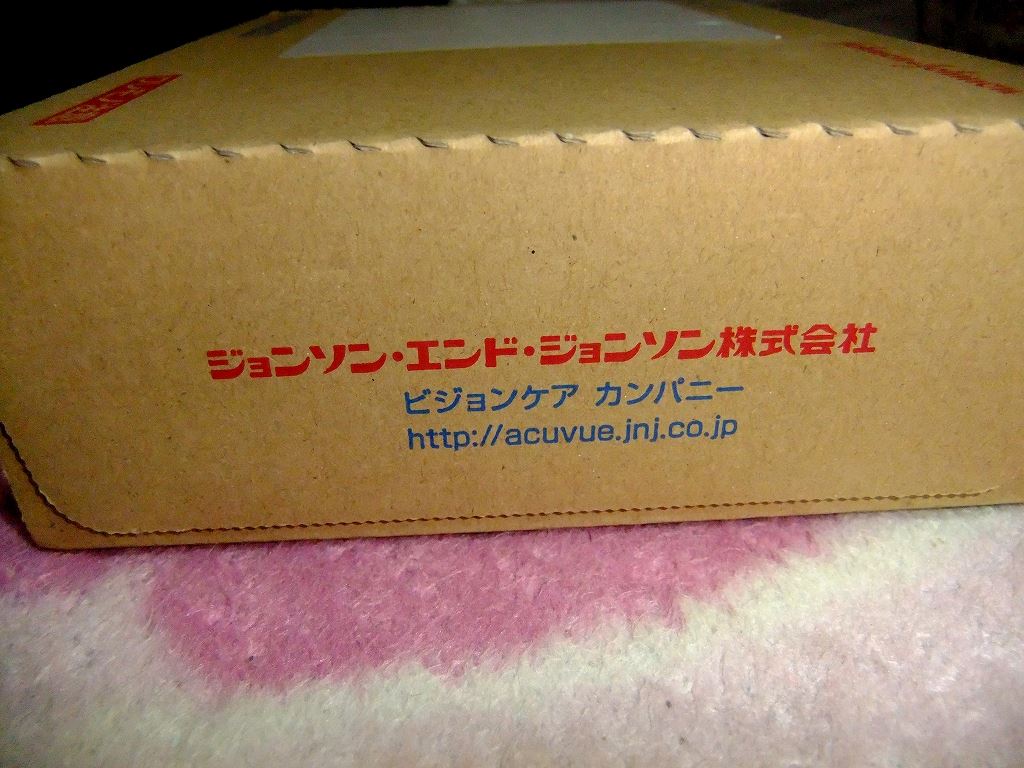 ジョンソン・エンド・ジョンソン株式会社
ビジョンケア カンパニー
http://acuvue.jnj.co.jp